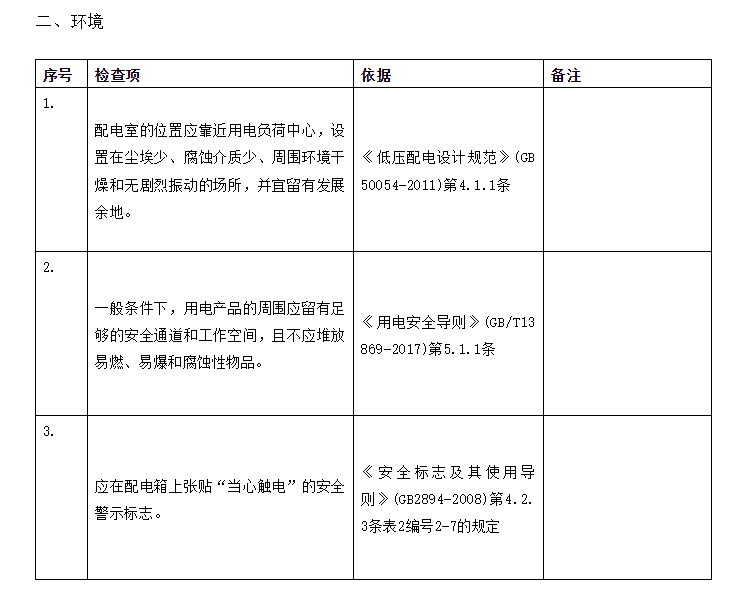 二、环境
序号 检查项 依据 备注
1.
配电室的位置应靠近用电负荷中心，设
置在尘埃少、腐蚀介质少、周围环境干
燥和无剧烈振动的场所，并宜留有发展
余地。
《低压配电设计规范》(GB
50054-2011)第4.1.1条
2.
一般条件下，用电产品的周围应留有足
够的安全通道和工作空间，且不应堆放
易燃、易爆和腐蚀性物品。
《用电安全导则》(GB/T13
869-2017)第5.1.1条
3.
应在配电箱上张贴“当心触电”的安全
警示标志。
《安全标志及其使用导
则》(GB2894-2008)第4.2.
3条表2编号2-7的规定